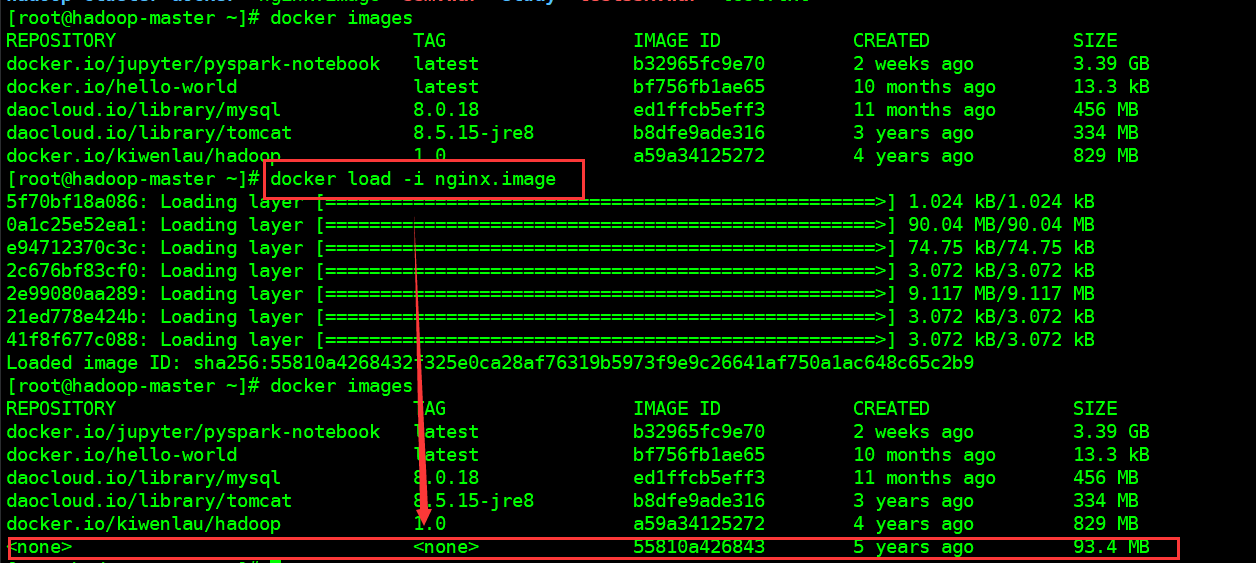 [root@hadoop-master ~]# docker images
REPOSITORY TAG IMAGE ID CREATED SIZE
docker.io/jupyter/pyspark-notebook latest b32965fc9e70 2 weeks ago 3.39 GB
docker.io/hello-world latest bf756fb1ae65 10 months ago 13.3 kB
daocloud.io/library/mysql 8.0.18 ed1ffcb5eff3 11 months ago 456 MB
daocloud.io/library/tomcat 8.5.15-jre8 b8dfe9ade316 3 years ago 334 MB
docker.io/kiwenlau/hadoop 1.0 a59a34125272 4 years ago 829 MB
[root@hadoop-master ~]# docker load -i nginx.image
5f70bf18a086: Loading layer [==================================================>] 1.024 kB/1.024 kB
0a1c25e52ea1: Loading layer [==================================================>] 90.04 MB/90.04 MB
e94712370c3c: Loading layer [==================================================>] 74.75 kB/74.75 kB
2c676bf83cf0: Loading layer [==================================================>] 3.072 kB/3.072 kB
2e99080aa289: Loading layer [==================================================>] 9.117 MB/9.117 MB
21ed778e424b: Loading layer [==================================================>] 3.072 kB/3.072 kB
41f8f677c088: Loading layer [==================================================>] 3.072 kB/3.072 kB
Loaded image ID: sha256:55810a4268432f325e0ca28af76319b5973f9e9c26641af750a1ac648c65c2b9
[root@hadoop-master ~]# docker images
REPOSITORY TAG IMAGE ID CREATED SIZE
docker.io/jupyter/pyspark-notebook latest b32965fc9e70 2 weeks ago 3.39 GB
docker.io/hello-world latest bf756fb1ae65 10 months ago 13.3 kB
daocloud.io/library/mysql 8.0.18 ed1ffcb5eff3 11 months ago 456 MB
daocloud.io/library/tomcat 8.5.15-jre8 b8dfe9ade316 3 years ago 334 MB
docker.io/kiwenlau/hadoop 1.0 a59a34125272 4 years ago 829 MB
<none> <none> 55810a426843 5 years ago 93.4 MB